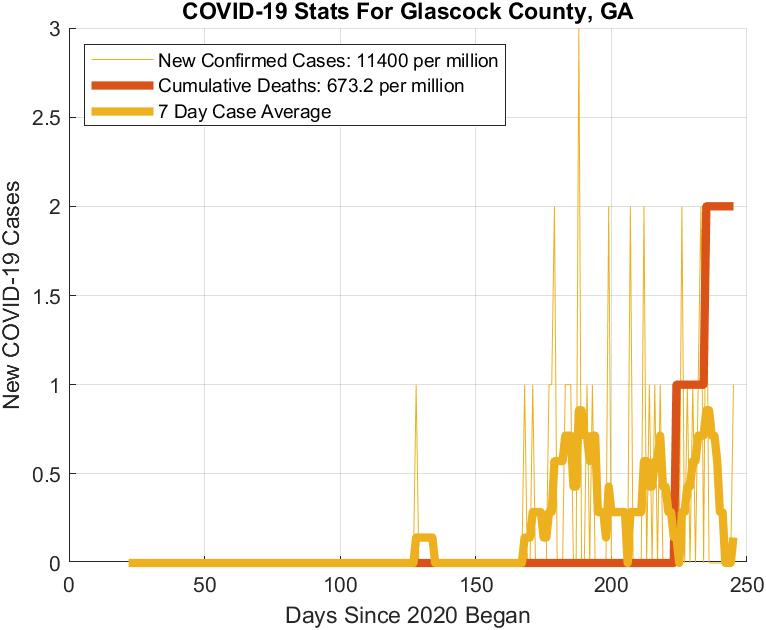 COVID-19 Stats For Glascock County, GA
New Confirmed Cases: 11400 per million
Cumulative Deaths: 673.2 per million
7 Day Case Average
New COVID-19 Cases
3
2.5
2
1.5
1
0.5
0
0 50 100 150 200 250
Days Since 2020 Began